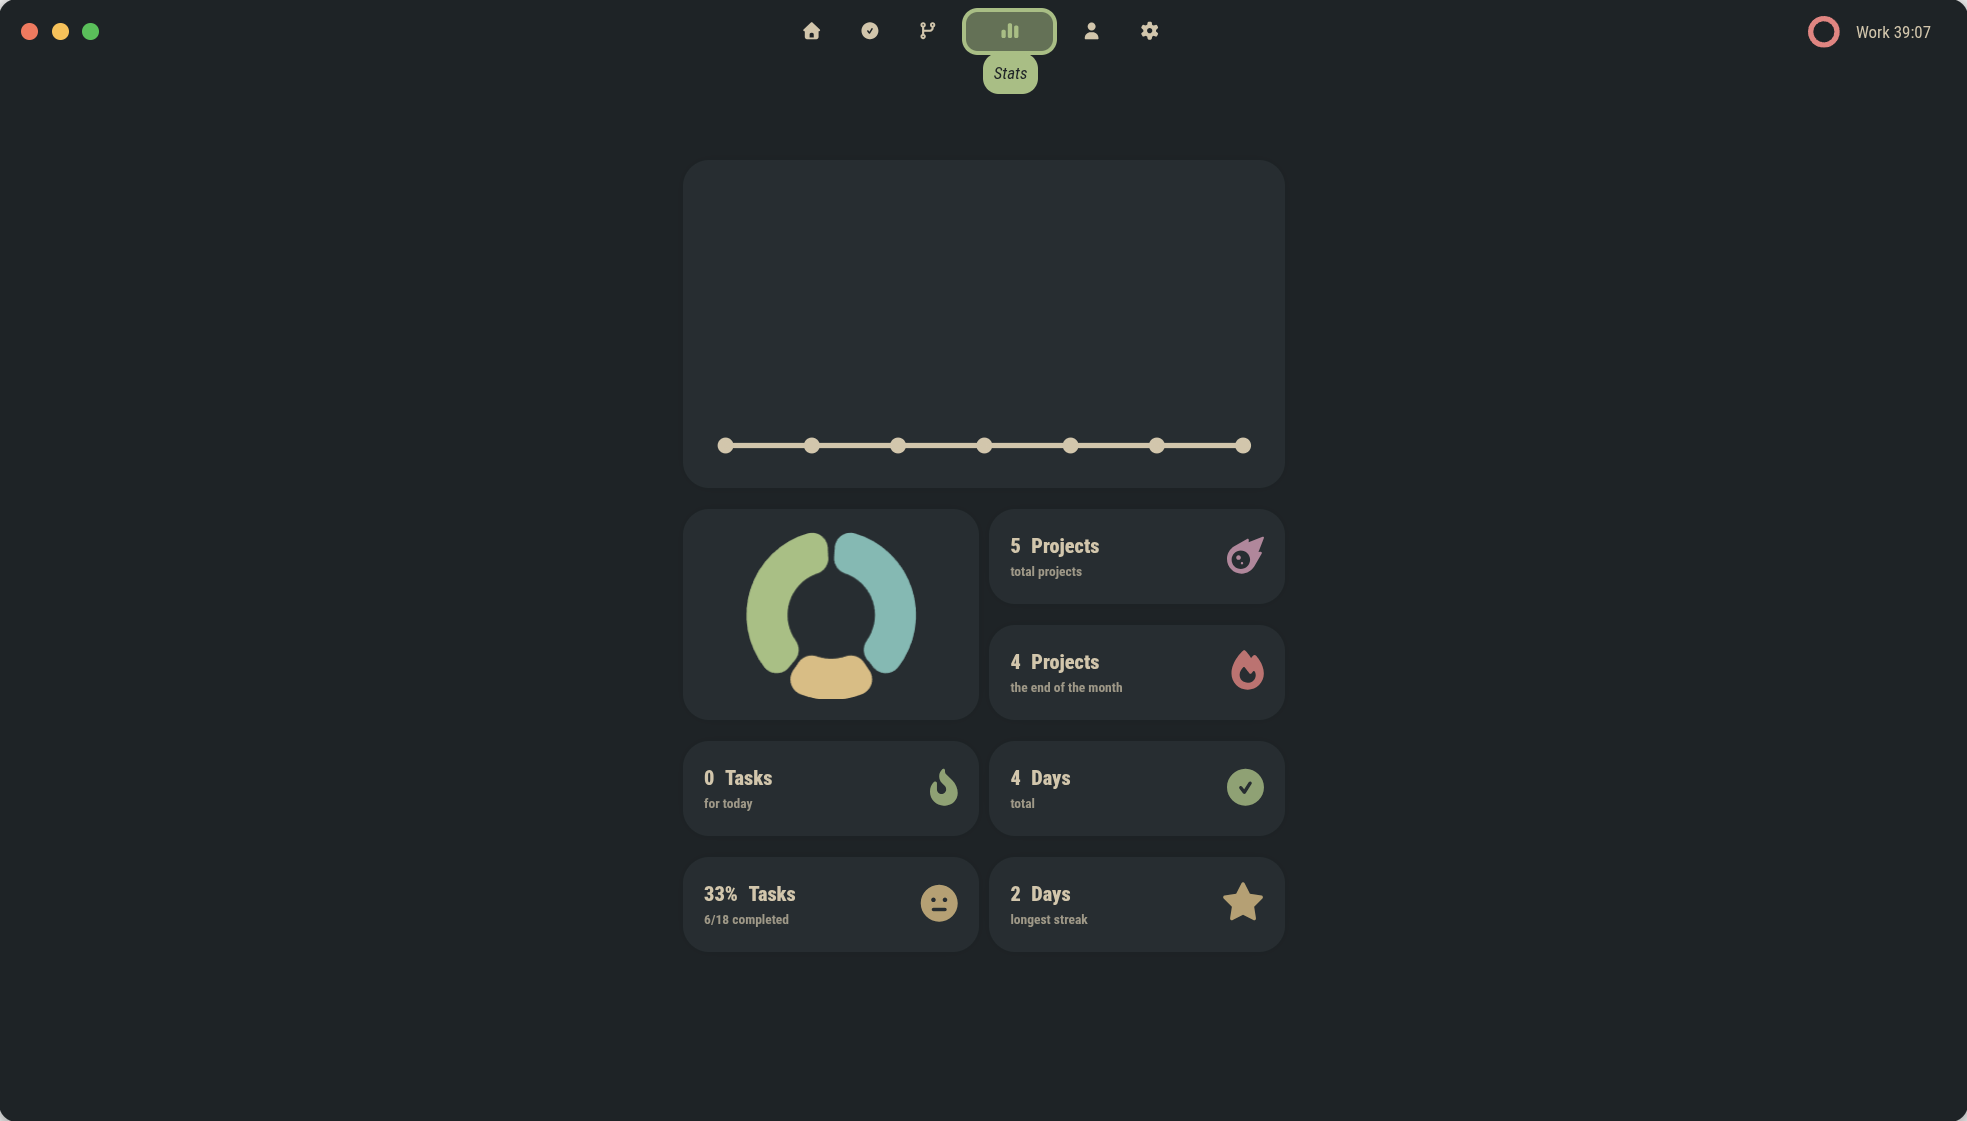 Work 39:07
Stats
5 Projects
total projects
4 Projects
the end of the month
0 Tasks
for today
4 Days
total
33% Tasks
6/18 completed
2 Days
longest streak